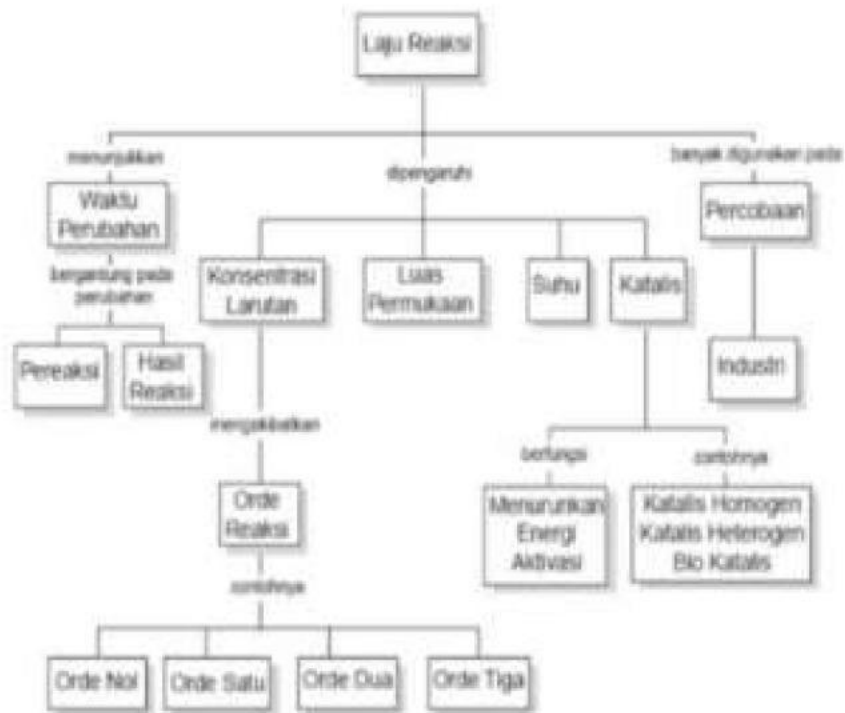 Laju Reaksi
menunjukkan
dipengaruhi
banyak digunakan pada
Waktu
Perubahan
Percobaan
bergantung pada
perubahan
Konsentrasi
Larutan
Luas
Permukaan
Suhu
Katalis
Pereaksi
Hasil
Reaksi
Industri
mengakibatkan
berfungsi
contohnya
Orde
Reaksi
Menurunkan
Energi
Aktivasi
Katalis Homogen
Katalis Heterogen
Bio Katalis
contohnya
Orde Nol
Orde Satu
Orde Dua
Orde Tiga